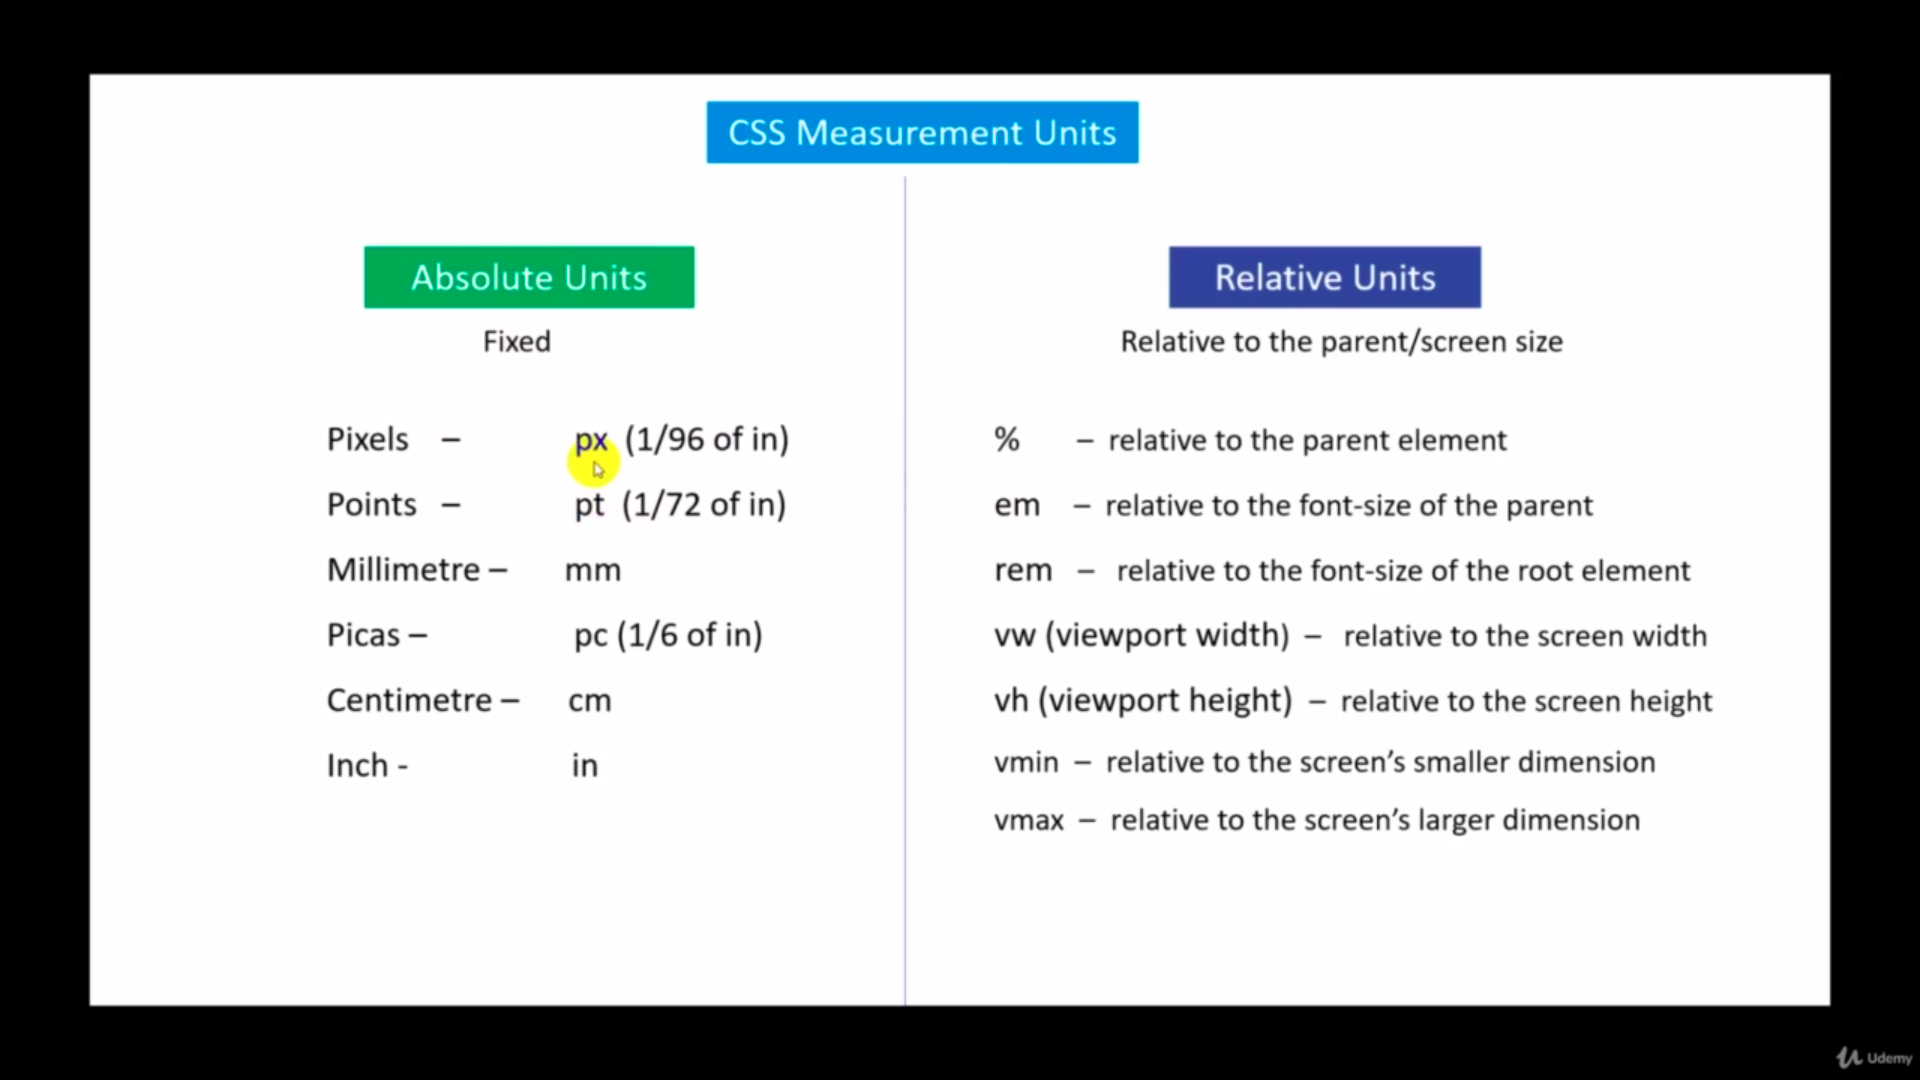 CSS Measurement Units
Absolute Units
Fixed
Pixels – px (1/96 of in)
Points – pt (1/72 of in)
Millimetre – mm
Picas – pc (1/6 of in)
Centimetre – cm
Inch - in
Relative Units
Relative to the parent/screen size
% – relative to the parent element
em – relative to the font-size of the parent
rem – relative to the font-size of the root element
vw (viewport width) – relative to the screen width
vh (viewport height) – relative to the screen height
vmin – relative to the screen’s smaller dimension
vmax – relative to the screen’s larger dimension
Udemy